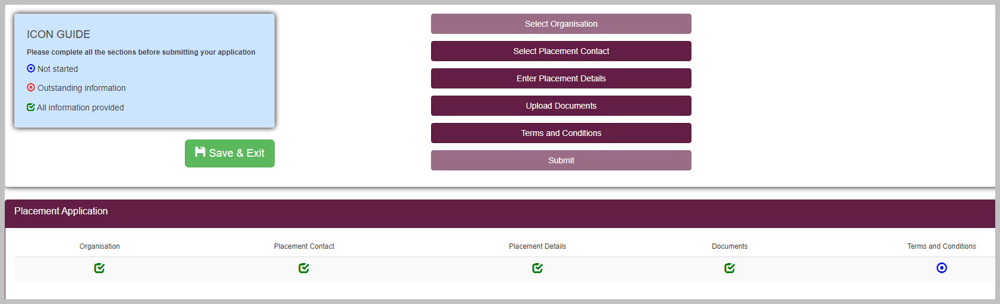 ICON GUIDE
Please complete all the sections before submitting your application
Not started
Outstanding information
All information provided
Save & Exit
Select Organisation
Select Placement Contact
Enter Placement Details
Upload Documents
Terms and Conditions
Submit
Placement Application
Organisation Placement Contact Placement Details Documents Terms and Conditions